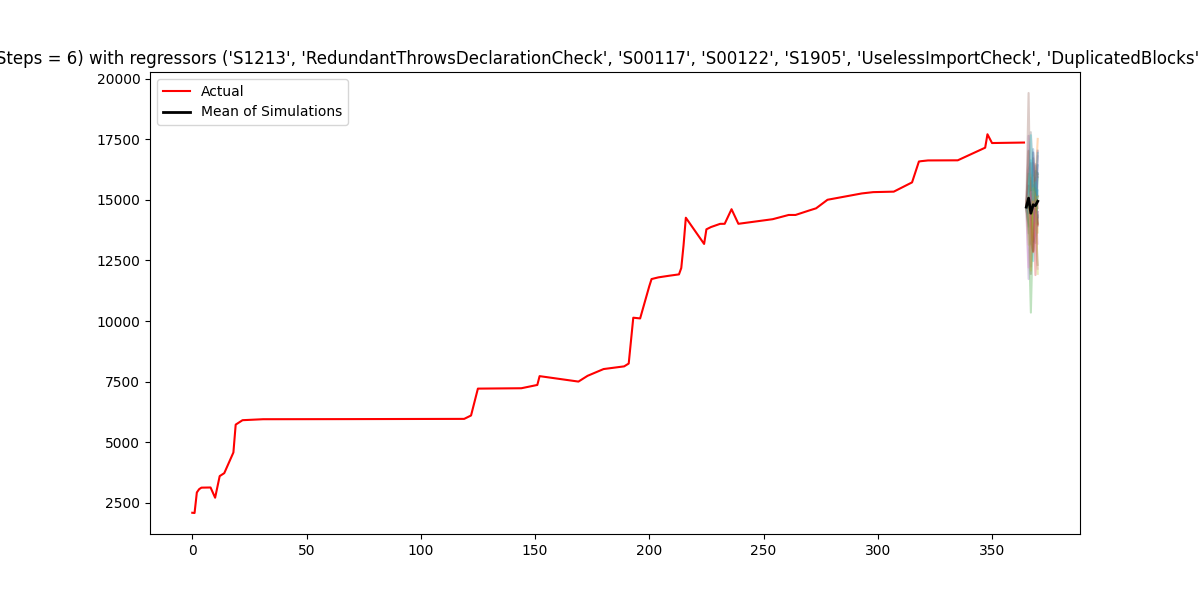 Steps = 6) with regressors ('S1213', 'RedundantThrowsDeclarationCheck', 'S00117', 'S00122', 'S1905', 'UselessImportCheck', 'DuplicatedBlocks'
Actual
Mean of Simulations
20000
17500
15000
12500
10000
7500
5000
2500
0 50 100 150 200 250 300 350